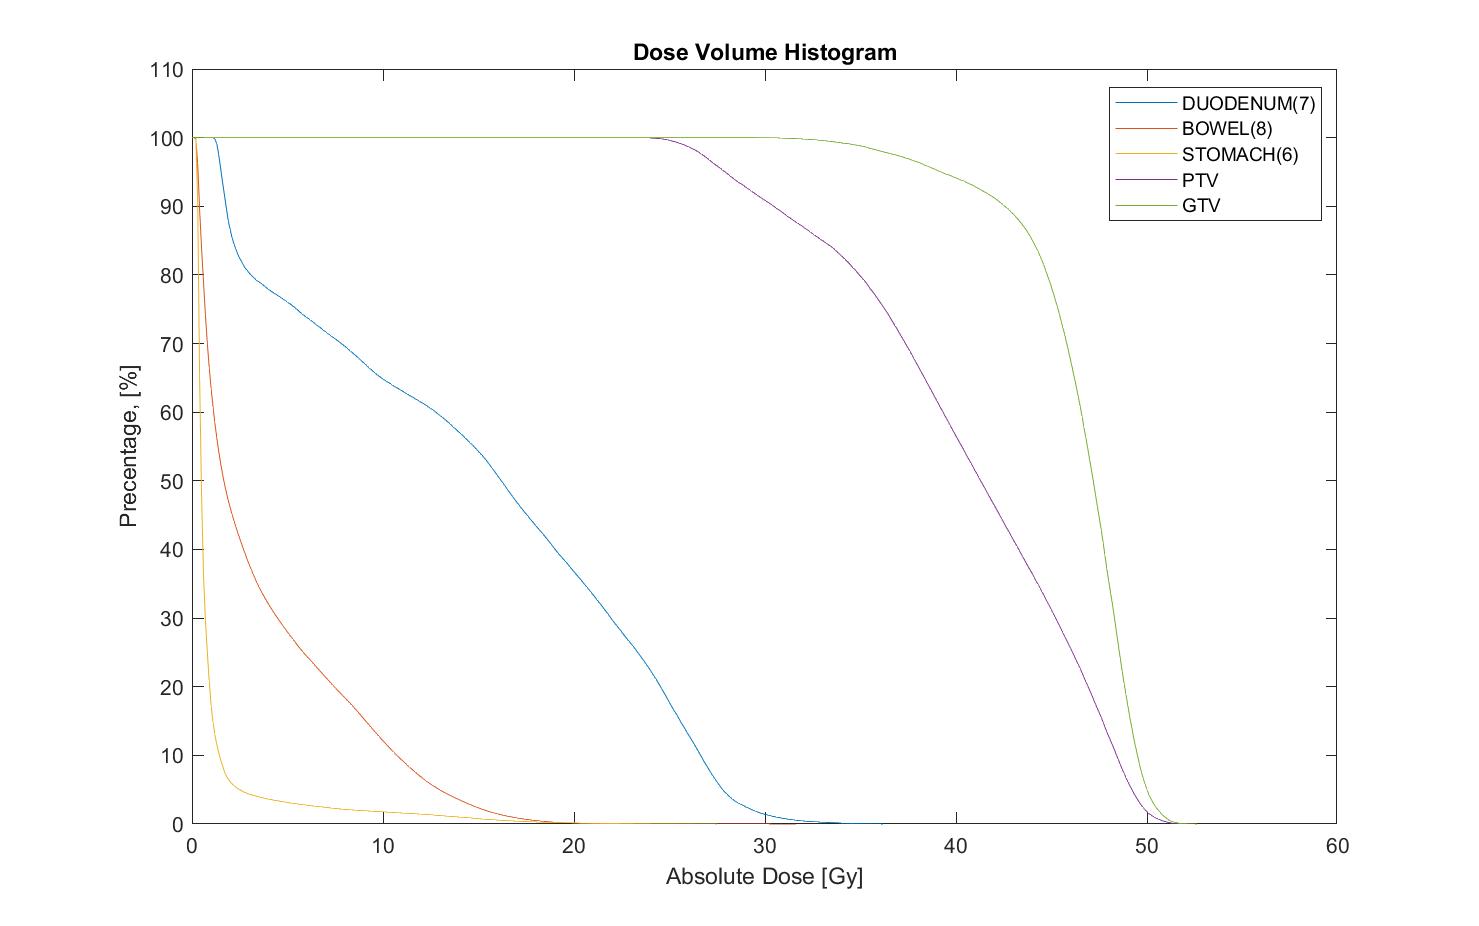 Dose Volume Histogram
110
100
90
80
70
60
50
40
30
20
10
0
Precentage, [%]
0 10 20 30 40 50 60
Absolute Dose [Gy]
DUODENUM(7)
BOWEL(8)
STOMACH(6)
PTV
GTV